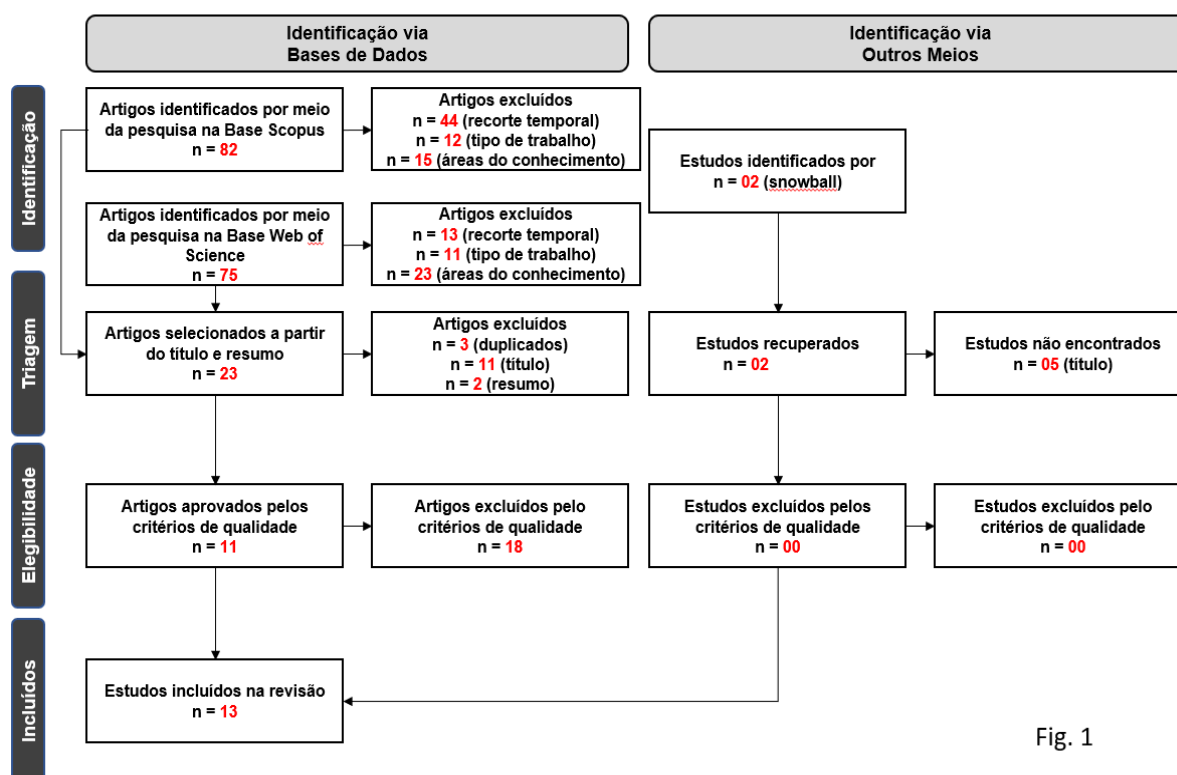 Identificação via
Bases de Dados
Identificação via
Outros Meios
Identificação
Artigos identificados por meio
da pesquisa na Base Scopus
n = 82
Artigos excluídos
n = 44 (recorte temporal)
n = 12 (tipo de trabalho)
n = 15 (áreas do conhecimento)
Estudos identificados por
n = 02 (snowball)
Artigos identificados por meio
da pesquisa na Base Web of
Science
n = 75
Artigos excluídos
n = 13 (recorte temporal)
n = 11 (tipo de trabalho)
n = 23 (áreas do conhecimento)
Triagem
Artigos selecionados a partir
do título e resumo
n = 23
Artigos excluídos
n = 3 (duplicados)
n = 11 (título)
n = 2 (resumo)
Estudos recuperados
n = 02
Estudos não encontrados
n = 05 (título)
Elegibilidade
Artigos aprovados pelos
critérios de qualidade
n = 11
Artigos excluídos pelo
critérios de qualidade
n = 18
Estudos excluídos pelos
critérios de qualidade
n = 00
Estudos excluídos pelo
critérios de qualidade
n = 00
Incluídos
Estudos incluídos na revisão
n = 13
Fig. 1